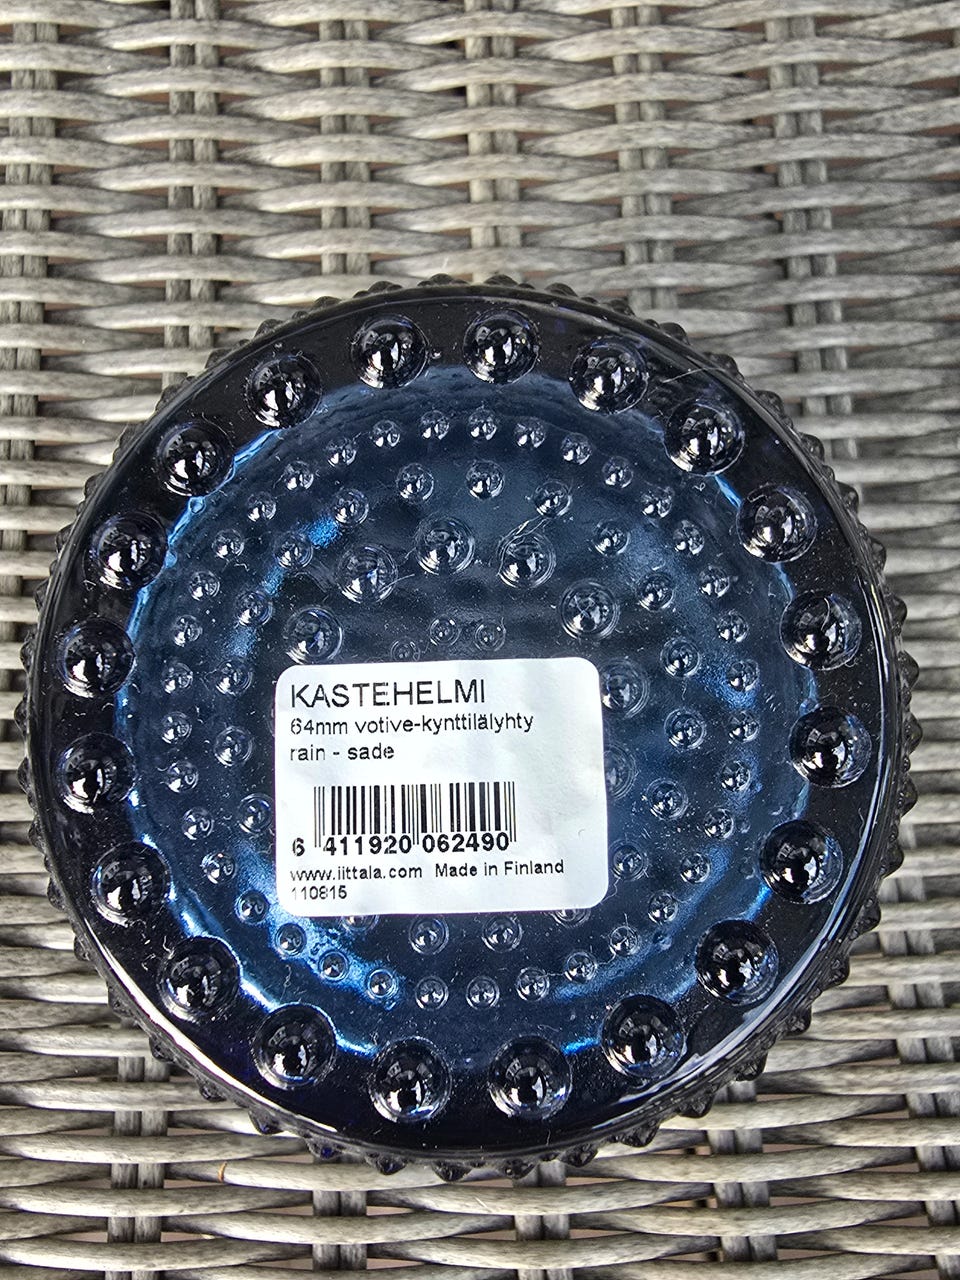 KASTEHELMI
64mm votive-kynttilälyhty
rain - sade
6 411920 062490
www.iittala.com Made in Finland
110815